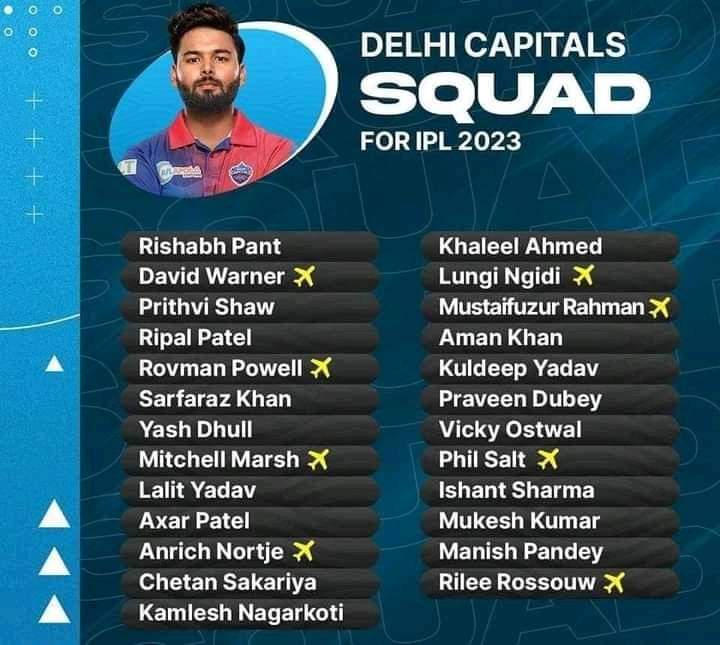 DELHI CAPITALS
SQUAD
FOR IPL 2023
Rishabh Pant
David Warner
Prithvi Shaw
Ripal Patel
Rovman Powell
Sarfaraz Khan
Yash Dhull
Mitchell Marsh
Lalit Yadav
Axar Patel
Anrich Nortje
Chetan Sakariya
Kamlesh Nagarkoti
Khaleel Ahmed
Lungi Ngidi
Mustaifuzur Rahman
Aman Khan
Kuldeep Yadav
Praveen Dubey
Vicky Ostwal
Phil Salt
Ishant Sharma
Mukesh Kumar
Manish Pandey
Rilee Rossouw